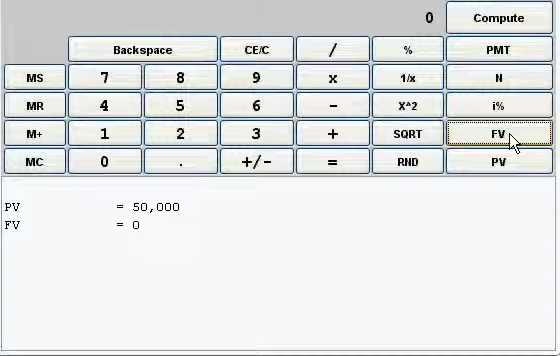 0 Compute
Backspace CE/C / % PMT
MS 7 8 9 x 1/x N
MR 4 5 6 - X^2 i%
M+ 1 2 3 + SQRT FV
MC 0 . +/- = RND PV
PV = 50,000
FV = 0